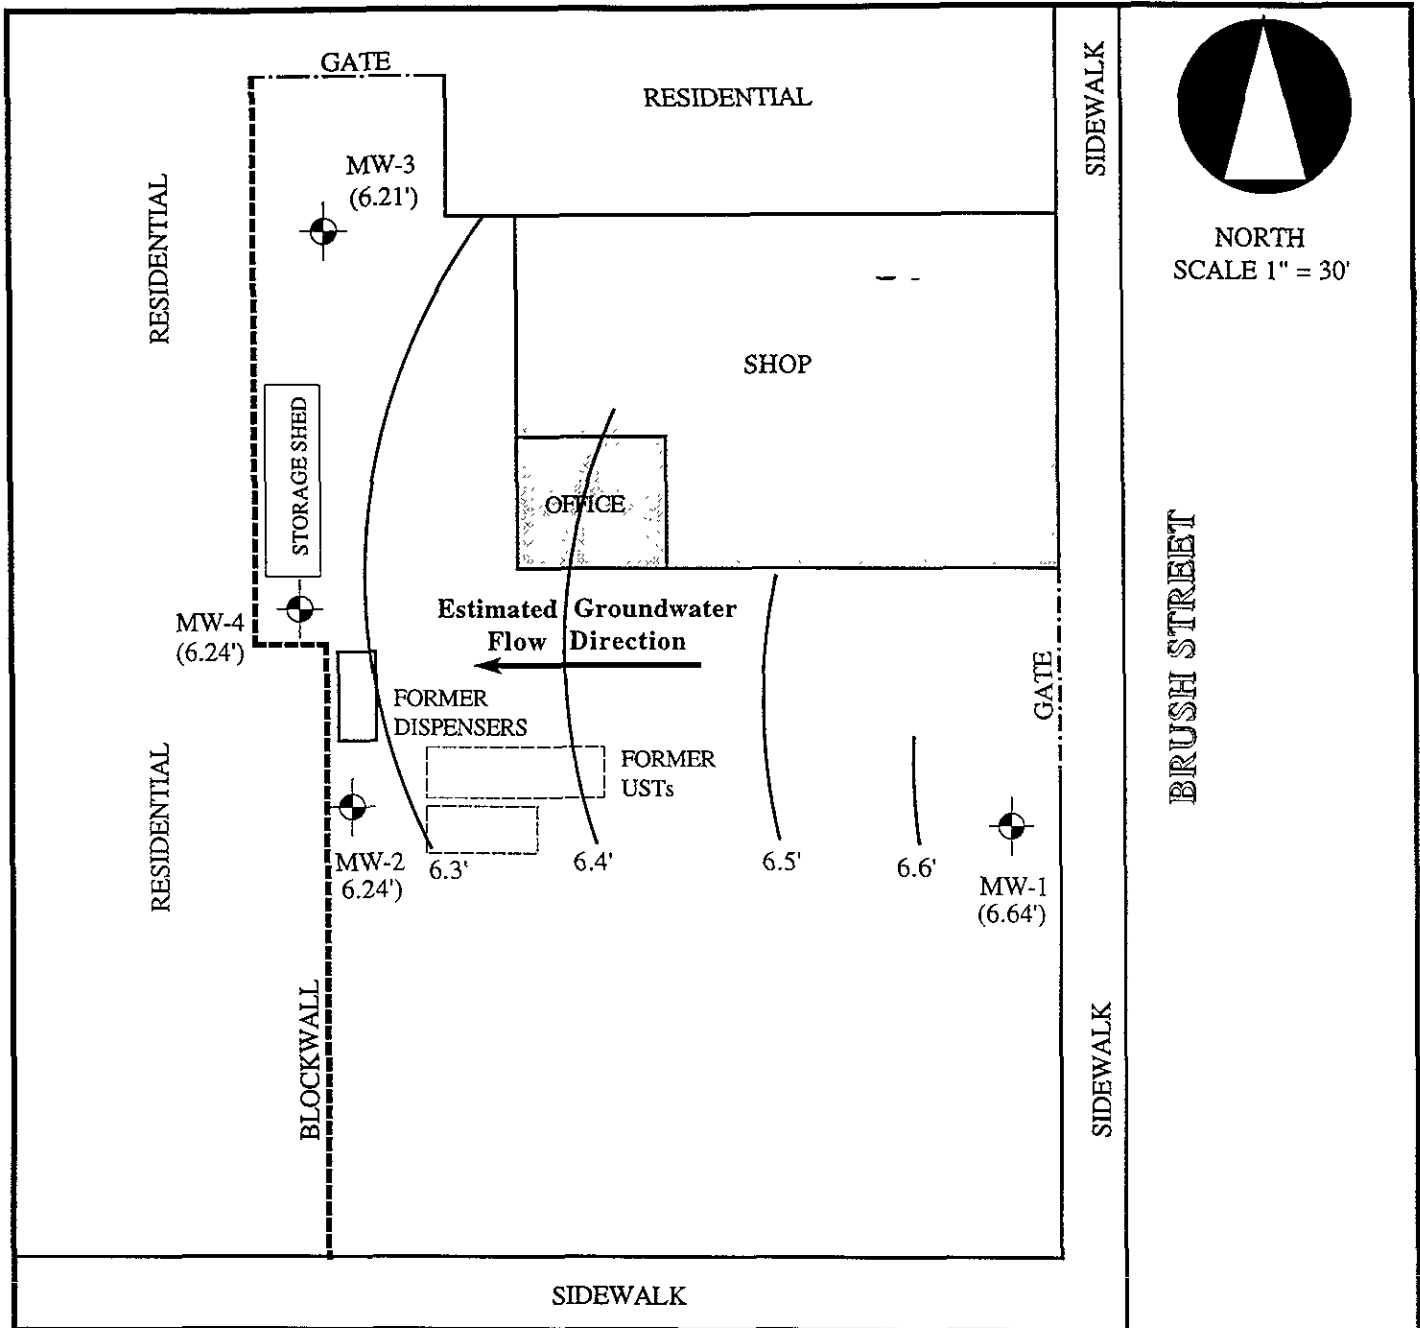 GATE
RESIDENTIAL
SIDEWALK
MW-3
(6.21')
RESIDENTIAL
NORTH
SCALE 1" = 30'
SHOP
STORAGE SHED
OFFICE
MW-4
(6.24')
Estimated Groundwater
Flow Direction
BRUSH STREET
GATE
FORMER
DISPENSERS
FORMER
USTs
RESIDENTIAL
MW-2
6.24')
6.3'
6.4'
6.5'
6.6'
MW-1
(6.64')
BLOCKWALL
SIDEWALK
SIDEWALK